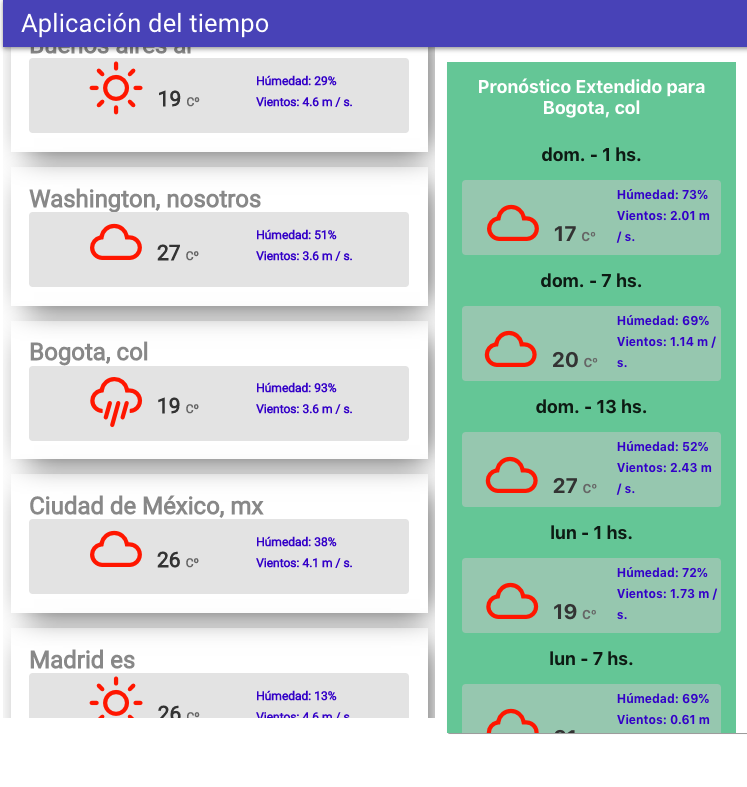 Aplicación del tiempo
Buenos aires ar
19 Cº
Húmedad: 29%
Vientos: 4.6 m / s.
Washington, nosotros
27 Cº
Húmedad: 51%
Vientos: 3.6 m / s.
Bogota, col
19 Cº
Húmedad: 93%
Vientos: 3.6 m / s.
Ciudad de México, mx
26 Cº
Húmedad: 38%
Vientos: 4.1 m / s.
Madrid es
26 Cº
Húmedad: 13%
Vientos: 4.6 m / s.
Pronóstico Extendido para
Bogota, col
dom. - 1 hs.
17 Cº
Húmedad: 73%
Vientos: 2.01 m
/ s.
dom. - 7 hs.
20 Cº
Húmedad: 69%
Vientos: 1.14 m /
s.
dom. - 13 hs.
27 Cº
Húmedad: 52%
Vientos: 2.43 m
/ s.
lun - 1 hs.
19 Cº
Húmedad: 72%
Vientos: 1.73 m /
s.
lun - 7 hs.
Húmedad: 69%
Vientos: 0.61 m